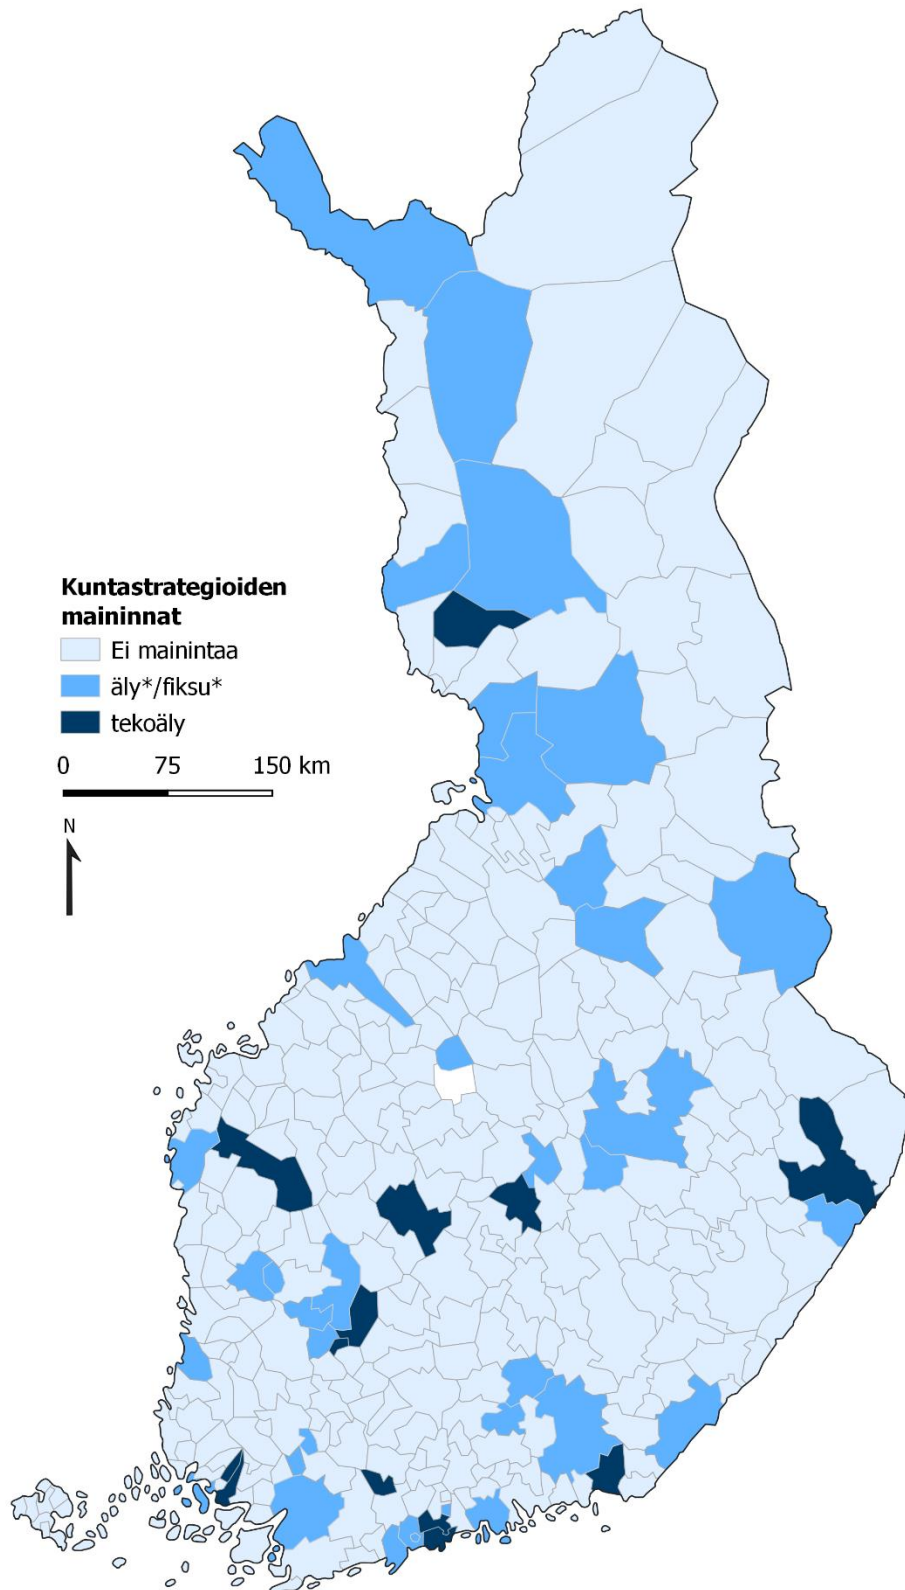 Kuntastrategioiden
maininnat
Ei mainintaa
äly*/fiksu*
tekoäly
0 75 150 km
N